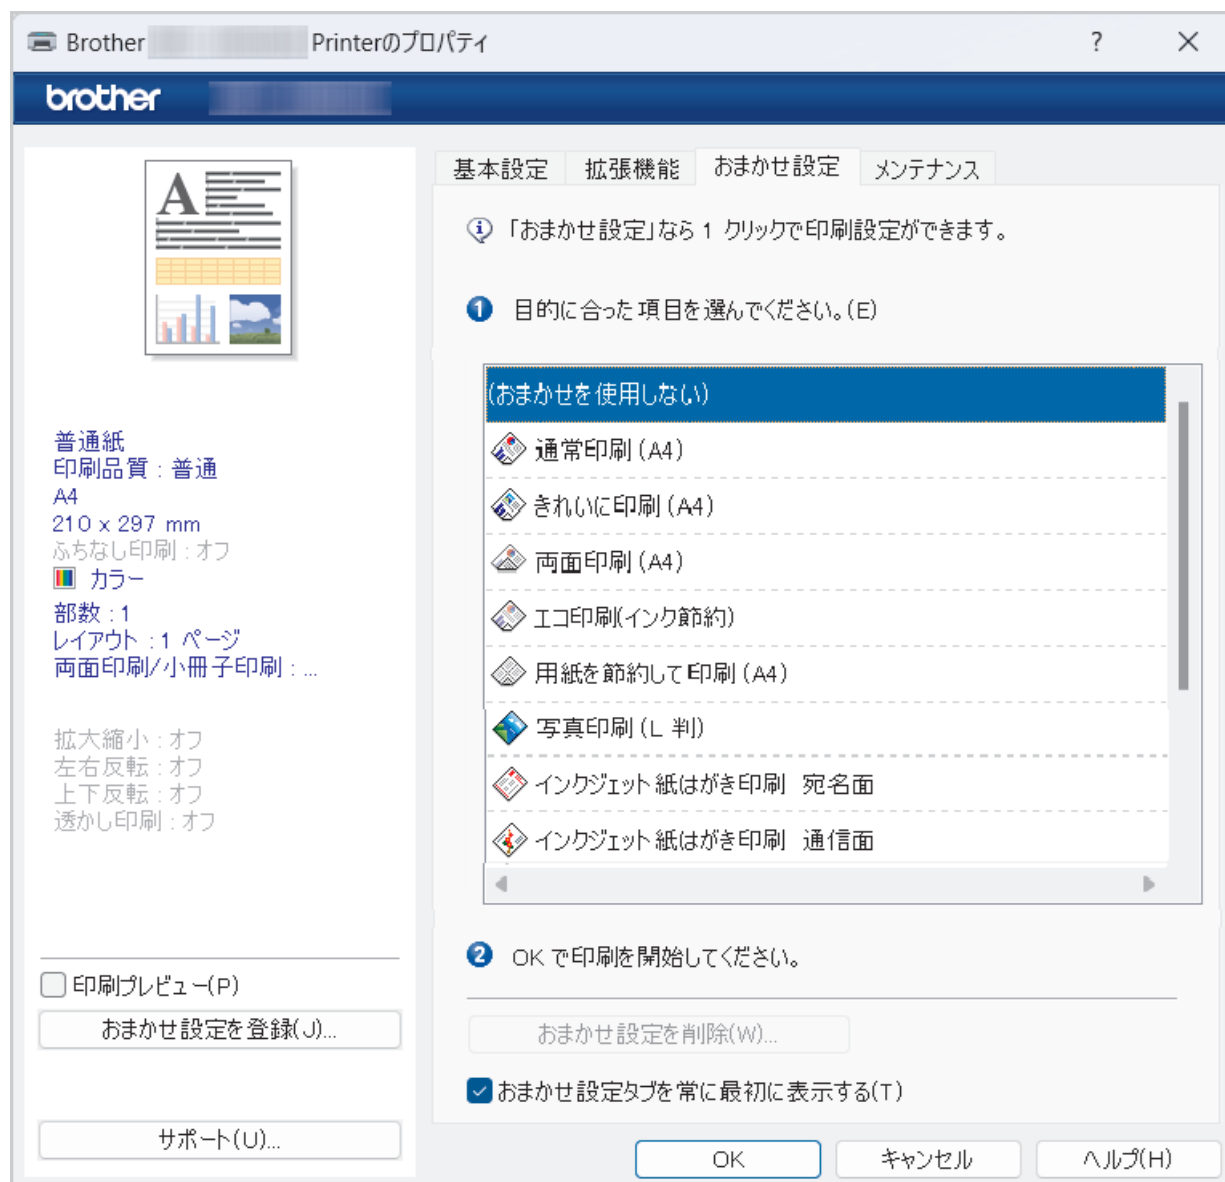 Brother Printerのプロパティ
?
brother
基本設定 拡張機能 おまかせ設定 メンテナンス
「おまかせ設定」なら 1 クリックで印刷設定ができます。
1 目的に合った項目を選んでください。(E)
(おまかせを使用しない)
通常印刷 (A4)
きれいに印刷 (A4)
両面印刷 (A4)
エコ印刷(インク節約)
用紙を節約して印刷 (A4)
写真印刷 (L 判)
インクジェット紙はがき印刷 宛名面
インクジェット紙はがき印刷 通信面
2 OK で印刷を開始してください。
おまかせ設定を削除(W)...
おまかせ設定タブを常に最初に表示する(T)
A
普通紙
印刷品質 : 普通
A4
210 x 297 mm
ふちなし印刷 : オフ
カラー
部数 : 1
レイアウト : 1 ページ
両面印刷/小冊子印刷 : ...
拡大縮小 : オフ
左右反転 : オフ
上下反転 : オフ
透かし印刷 : オフ
印刷プレビュー(P)
おまかせ設定を登録(J)...
サポート(U)...
OK キャンセル ヘルプ(H)